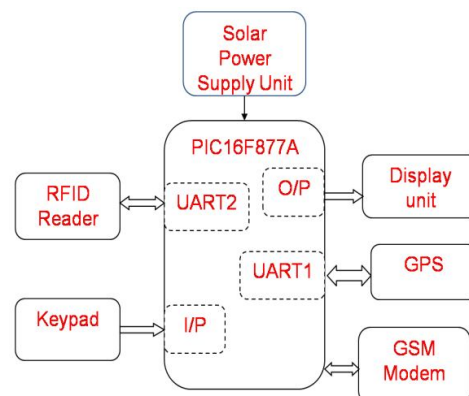 Solar
Power
Supply Unit
PIC16F877A
RFID
Reader
UART2
O/P
Display
unit
UART1
GPS
Keypad
I/P
GSM
Modem